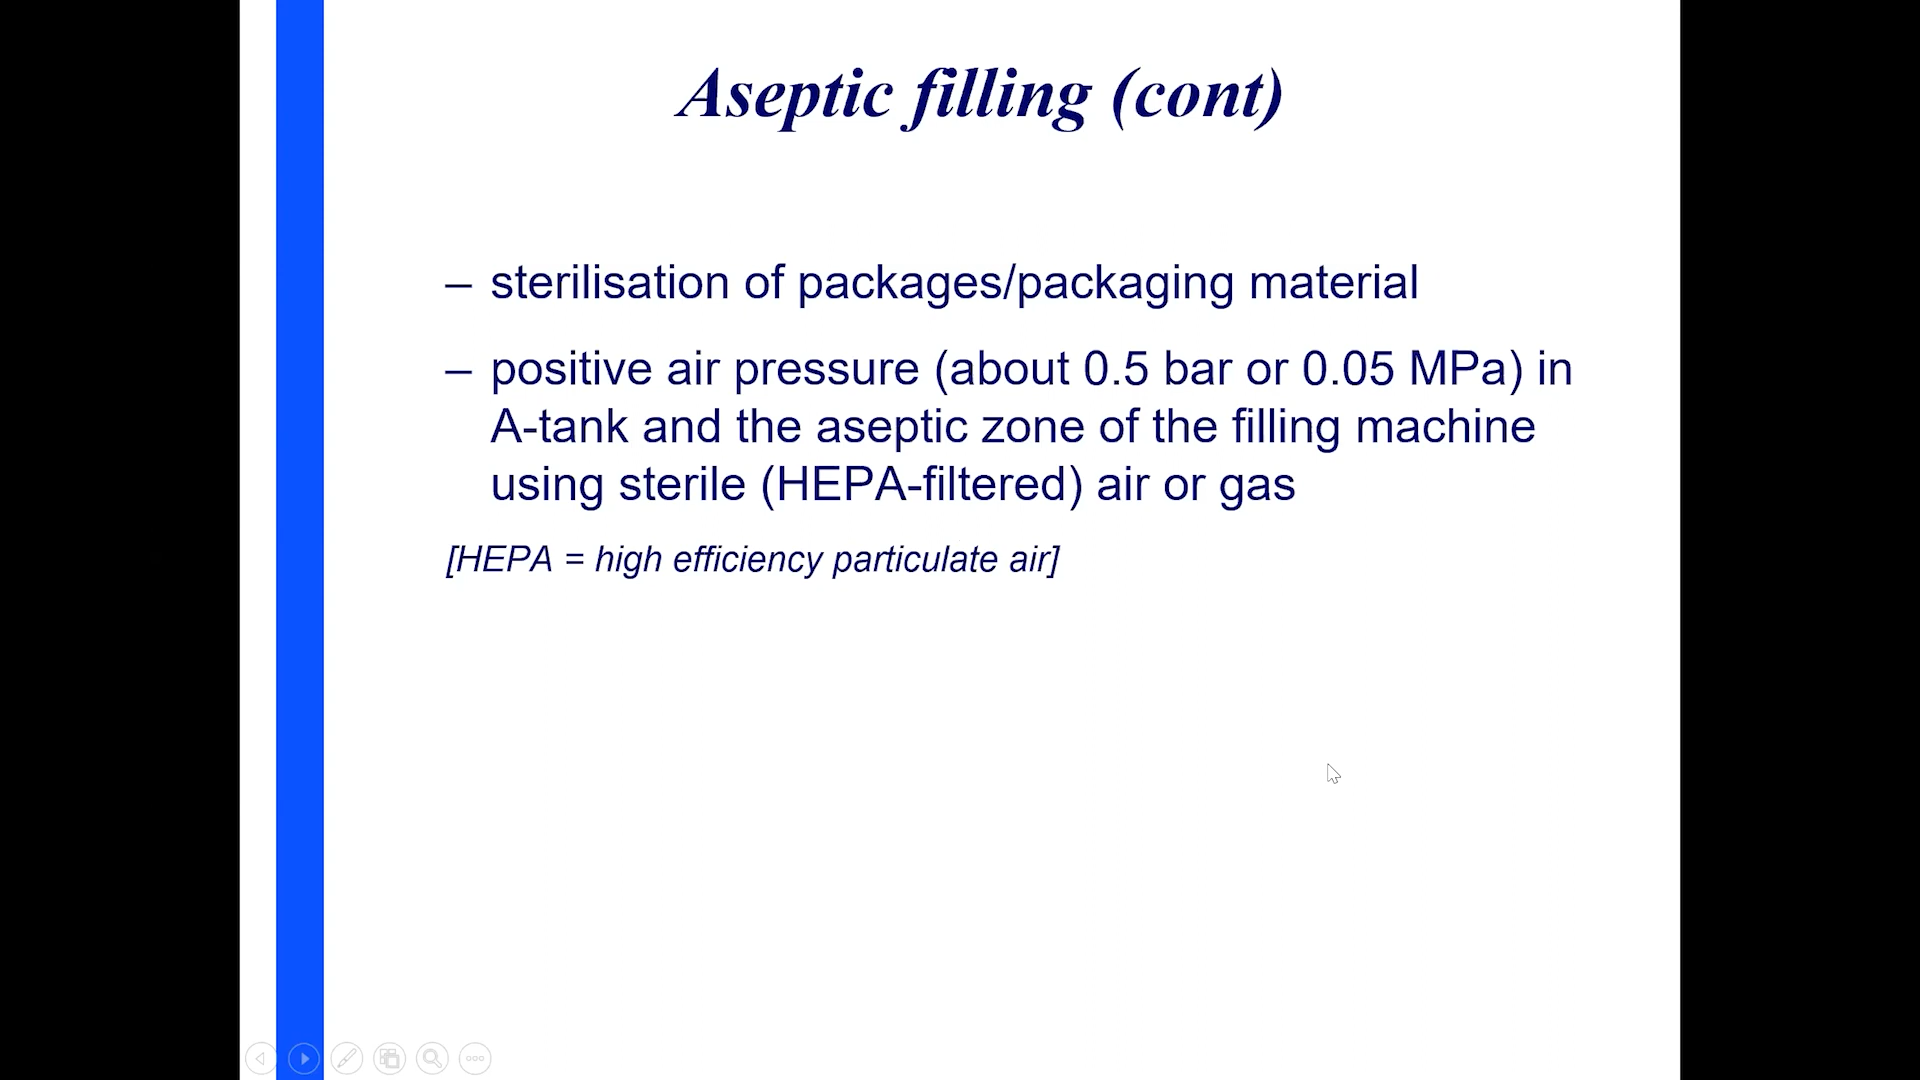 Aseptic filling (cont)
– sterilisation of packages/packaging material
– positive air pressure (about 0.5 bar or 0.05 MPa) in
A-tank and the aseptic zone of the filling machine
using sterile (HEPA-filtered) air or gas
[HEPA = high efficiency particulate air]